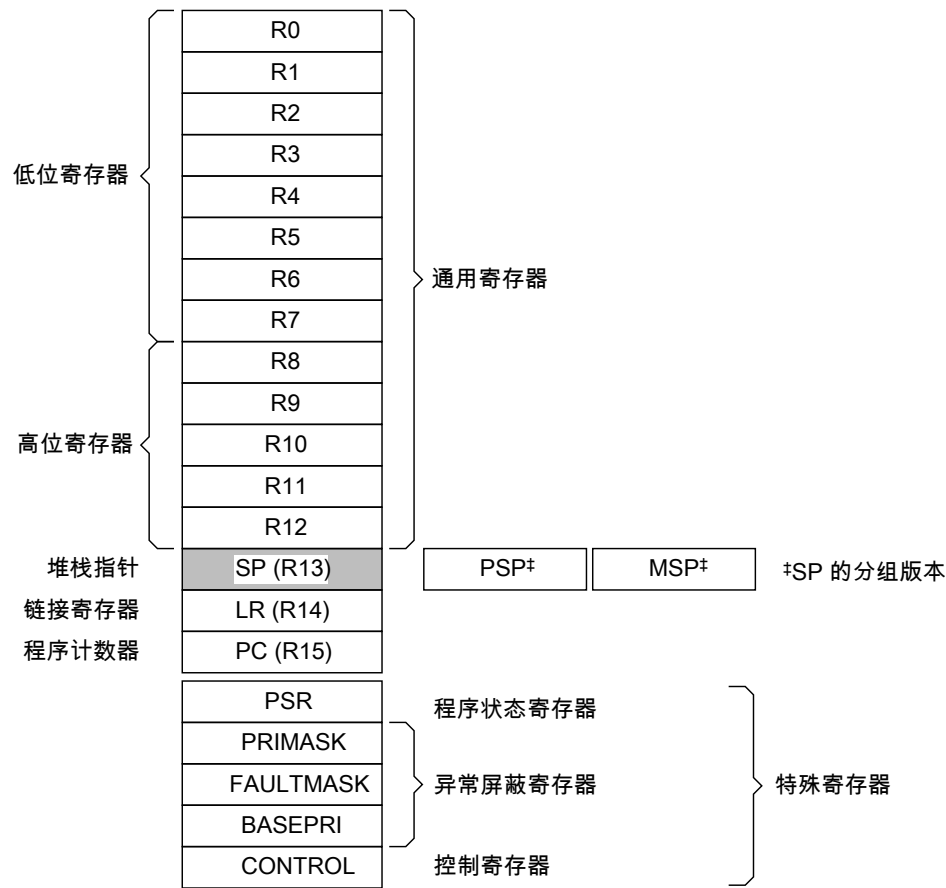 R0
R1
R2
R3
低位寄存器
R4
R5
R6
通用寄存器
R7
R8
R9
高位寄存器
R10
R11
R12
堆栈指针 SP (R13) PSP‡ MSP‡ ‡SP 的分组版本
链接寄存器 LR (R14)
程序计数器 PC (R15)
PSR 程序状态寄存器
PRIMASK
FAULTMASK 异常屏蔽寄存器 特殊寄存器
BASEPRI
CONTROL 控制寄存器